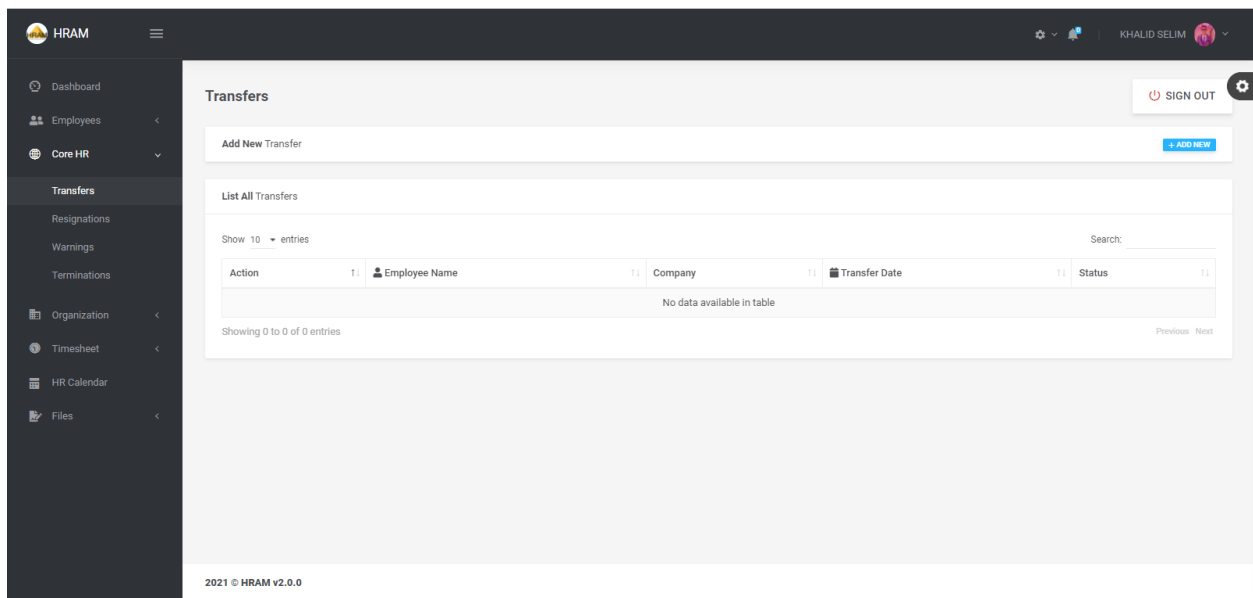 HRAM
0
KHALID SELIM
Dashboard
Employees
Core HR
Transfers
Resignations
Warnings
Terminations
Organization
Timesheet
HR Calendar
Files
Transfers
SIGN OUT
Add New Transfer
+ ADD NEW
List All Transfers
Show 10 entries
Search:
Action Employee Name Company Transfer Date Status
No data available in table
Showing 0 to 0 of 0 entries
Previous Next
2021 © HRAM v2.0.0